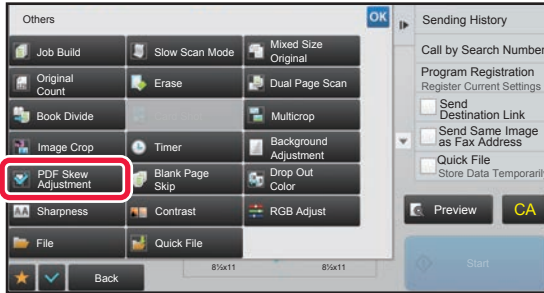 Others
OK
Job Build
Slow Scan Mode
Mixed Size
Original
Original
Count
Erase
Dual Page Scan
Book Divide
Multicrop
Image Crop
Timer
Background
Adjustment
PDF Skew
Adjustment
Blank Page
Skip
Drop Out
Color
AA Sharpness
Contrast
RGB Adjust
File
Quick File
Back
8½x11
8½x11
Sending History
Call by Search Number
Program Registration
Register Current Settings
Send
Destination Link
Send Same Image
as Fax Address
Quick File
Store Data Temporarily
Preview
CA
Start